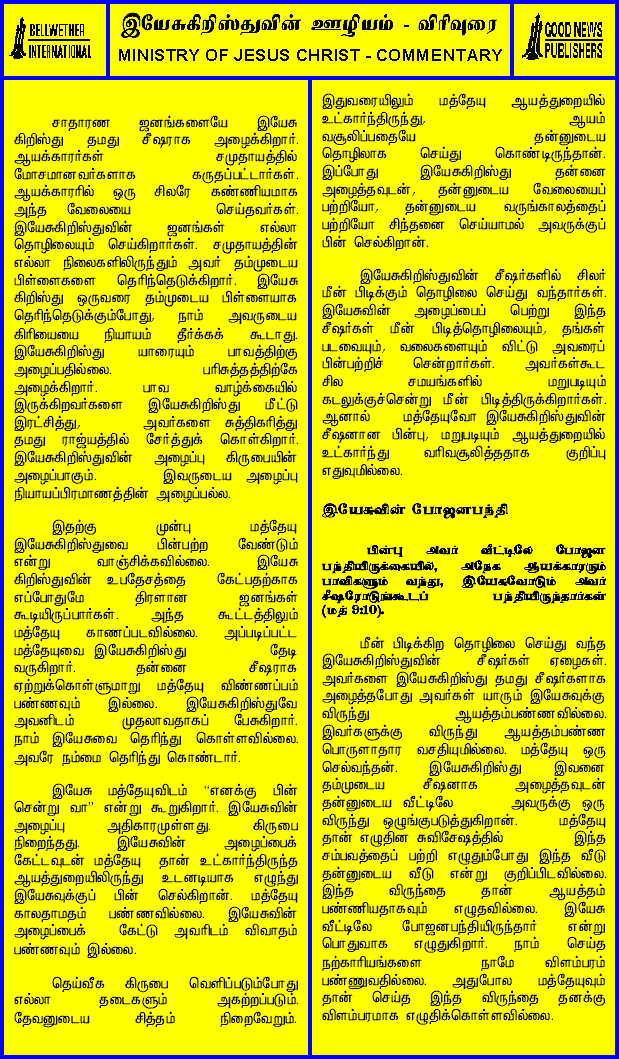 BELLWETHER
INTERNATIONAL
இயேசுகிறிஸ்துவின் ஊழியம் - விரிவுரை
MINISTRY OF JESUS CHRIST - COMMENTARY
GOOD NEWS
PUBLISHERS
சாதாரண ஜனங்களையே இயேசு
கிறிஸ்து தமது சீஷராக அழைக்கிறார்.
ஆயக்காரர்கள் சமுதாயத்தில்
மோசமானவர்களாக கருதப்பட்டார்கள்.
ஆயக்காரரில் ஒரு சிலரே கண்ணியமாக
அந்த வேலையை செய்தவர்கள்.
இயேசுகிறிஸ்துவின் ஜனங்கள் எல்லா
தொழிலையும் செய்கிறார்கள். சமுதாயத்தின்
எல்லா நிலைகளிலிருந்தும் அவர் தம்முடைய
பிள்ளைகளை தெரிந்தெடுக்கிறார். இயேசு
கிறிஸ்து ஒருவரை தம்முடைய பிள்ளையாக
தெரிந்தெடுக்கும்போது, நாம் அவருடைய
கிரியையை நியாயம் தீர்க்கக் கூடாது.
இயேசுகிறிஸ்து யாரையும் பாவத்திற்கு
அழைப்பதில்லை. பரிசுத்தத்திற்கே
அழைக்கிறார். பாவ வாழ்க்கையில்
இருக்கிறவர்களை இயேசுகிறிஸ்து மீட்டு
இரட்சித்து, அவர்களை சுத்திகரித்து
தமது ராஜ்யத்தில் சேர்த்துக் கொள்கிறார்.
இயேசுகிறிஸ்துவின் அழைப்பு கிருபையின்
அழைப்பாகும். இவருடைய அழைப்பு
நியாயப்பிரமாணத்தின் அழைப்பல்ல.
இதற்கு முன்பு மத்தேயு
இயேசுகிறிஸ்துவை பின்பற்ற வேண்டும்
என்று வாஞ்சிக்கவில்லை. இயேசு
கிறிஸ்துவின் உபதேசத்தை கேட்பதற்காக
எப்போதுமே திரளான ஜனங்கள்
கூடியிருப்பார்கள். அந்த கூட்டத்திலும்
மத்தேயு காணப்படவில்லை. அப்படிப்பட்ட
மத்தேயுவை இயேசுகிறிஸ்து தேடி
வருகிறார். தன்னை சீஷராக
ஏற்றுக்கொள்ளுமாறு மத்தேயு விண்ணப்பம்
பண்ணவும் இல்லை. இயேசுகிறிஸ்துவே
அவனிடம் முதலாவதாகப் பேசுகிறார்.
நாம் இயேசுவை தெரிந்து கொள்ளவில்லை.
அவரே நம்மை தெரிந்து கொண்டார்.
இயேசு மத்தேயுவிடம் “எனக்கு பின்
சென்று வா” என்று கூறுகிறார். இயேசுவின்
அழைப்பு அதிகாரமுள்ளது. கிருபை
நிறைந்தது. இயேசுவின் அழைப்பைக்
கேட்டவுடன் மத்தேயு தான் உட்கார்ந்திருந்த
ஆயத்துறையிலிருந்து உடனடியாக எழுந்து
இயேசுவுக்குப் பின் செல்கிறான். மத்தேயு
காலதாமதம் பண்ணவில்லை. இயேசுவின்
அழைப்பைக் கேட்டு அவரிடம் விவாதம்
பண்ணவும் இல்லை.
தெய்வீக கிருபை வெளிப்படும்போது
எல்லா தடைகளும் அகற்றப்படும்.
தேவனுடைய சித்தம் நிறைவேறும்.
இதுவரையிலும் மத்தேயு ஆயத்துறையில்
உட்கார்ந்திருந்து, ஆயம்
வசூலிப்பதையே தன்னுடைய
தொழிலாக செய்து கொண்டிருந்தான்.
இப்போது இயேசுகிறிஸ்து தன்னை
அழைத்தவுடன், தன்னுடைய வேலையைப்
பற்றியோ, தன்னுடைய வருங்காலத்தைப்
பற்றியோ சிந்தனை செய்யாமல் அவருக்குப்
பின் செல்கிறான்.
இயேசுகிறிஸ்துவின் சீஷர்களில் சிலர்
மீன் பிடிக்கும் தொழிலை செய்து வந்தார்கள்.
இயேசுவின் அழைப்பைப் பெற்று இந்த
சீஷர்கள் மீன் பிடித்தொழிலையும், தங்கள்
படவையும், வலைகளையும் விட்டு அவரைப்
பின்பற்றிச் சென்றார்கள். அவர்கள்கூட
சில சமயங்களில் மறுபடியும்
கடலுக்குச்சென்று மீன் பிடித்திருக்கிறார்கள்.
ஆனால் மத்தேயுவோ இயேசுகிறிஸ்துவின்
சீஷனான பின்பு, மறுபடியும் ஆயத்துறையில்
உட்கார்ந்து வரிவசூலித்ததாக குறிப்பு
எதுவுமில்லை.
இயேசுவின் போஜனபந்தி
பின்பு அவர் வீட்டிலே போஜன
பந்தியிருக்கையில், அநேக ஆயக்காரரும்
பாவிகளும் வந்து, இயேசுவோடும் அவர்
சீஷரோடுங்கூடப் பந்தியிருந்தார்கள்
(மத் 9:10).
மீன் பிடிக்கிற தொழிலை செய்து வந்த
இயேசுகிறிஸ்துவின் சீஷர்கள் ஏழைகள்.
அவர்களை இயேசுகிறிஸ்து தமது சீஷர்களாக
அழைத்தபோது அவர்கள் யாரும் இயேசுவுக்கு
விருந்து ஆயத்தம்பண்ணவில்லை.
இவர்களுக்கு விருந்து ஆயத்தம்பண்ண
பொருளாதார வசதியுமில்லை. மத்தேயு ஒரு
செல்வந்தன். இயேசுகிறிஸ்து இவனை
தம்முடைய சீஷனாக அழைத்தவுடன்
தன்னுடைய வீட்டிலே அவருக்கு ஒரு
விருந்து ஒழுங்குபடுத்துகிறான். மத்தேயு
தான் எழுதின சுவிசேஷத்தில் இந்த
சம்பவத்தைப் பற்றி எழுதும்போது இந்த வீடு
தன்னுடைய வீடு என்று குறிப்பிடவில்லை.
இந்த விருந்தை தான் ஆயத்தம்
பண்ணியதாகவும் எழுதவில்லை. இயேசு
வீட்டிலே போஜனபந்தியிருந்தார் என்று
பொதுவாக எழுதுகிறார். நாம் செய்த
நற்காரியங்களை நாமே விளம்பரம்
பண்ணுவதில்லை. அதுபோல மத்தேயுவும்
தான் செய்த இந்த விருந்தை தனக்கு
விளம்பரமாக எழுதிக்கொள்ளவில்லை.